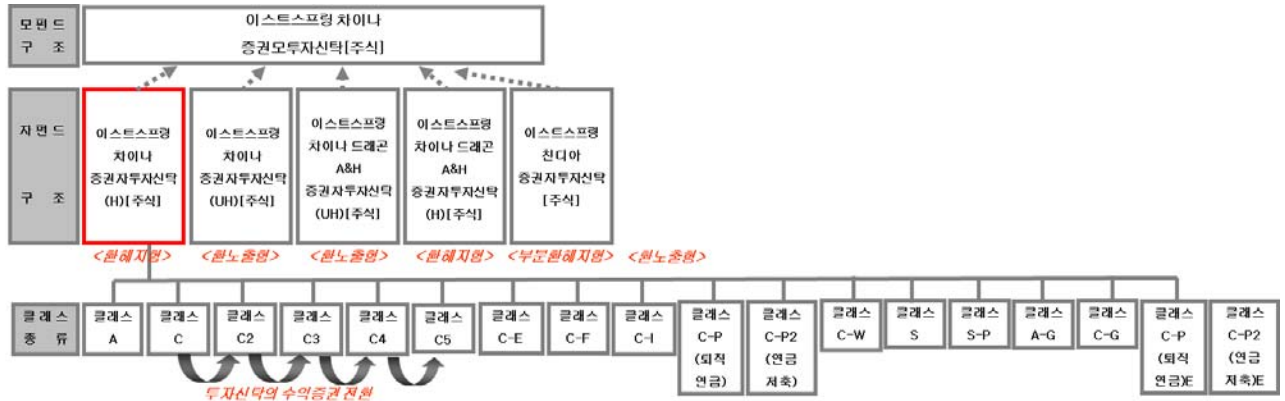 모펀드
구 조
이스트스프링 차이나
증권모투자신탁[주식]
자펀드
구 조
이스트스프링
차이나
증권자투자신탁
(H)[주식]
이스트스프링
차이나
증권자투자신탁
(UH)[주식]
이스트스프링
차이나 드래곤
A&H
증권자투자신탁
(UH)[주식]
이스트스프링
차이나 드래곤
A&H
증권자투자신탁
(H)[주식]
이스트스프링
친디아
증권자투자신탁
[주식]
<환헤지형>
<환노출형>
<환노출형>
<환헤지형>
<부분환헤지형>
<환노출형>
클래스
종 류
클래스
A
클래스
C
클래스
C2
클래스
C3
클래스
C4
클래스
C5
클래스
C-E
클래스
C-F
클래스
C-I
클래스
C-P
(퇴직
연금)
클래스
C-P2
(연금
저축)
클래스
C-W
클래스
S
클래스
S-P
클래스
A-G
클래스
C-G
클래스
C-P
(퇴직
연금)E
클래스
C-P2
(연금
저축)E
투자신탁의 수익증권 전환